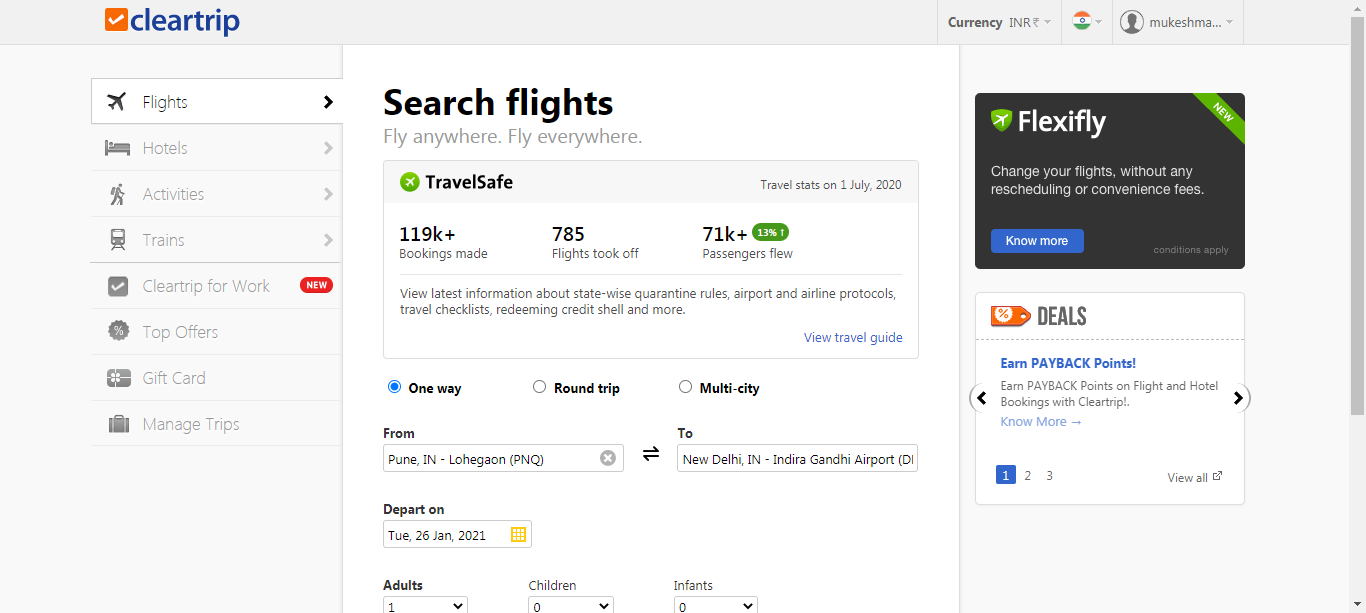 cleartrip
Currency INR ₹
mukeshma...
Flights
Hotels
Activities
Trains
Cleartrip for Work NEW
Top Offers
Gift Card
Manage Trips
Search flights
Fly anywhere. Fly everywhere.
TravelSafe
Travel stats on 1 July, 2020
119k+
Bookings made
785
Flights took off
71k+ 13% ↑
Passengers flew
View latest information about state-wise quarantine rules, airport and airline protocols,
travel checklists, redeeming credit shell and more.
View travel guide
One way
Round trip
Multi-city
From
Pune, IN - Lohegaon (PNQ)
To
New Delhi, IN - Indira Gandhi Airport (DI
Depart on
Tue, 26 Jan, 2021
Adults
1
Children
0
Infants
0
Flexifly
NEW
Change your flights, without any
rescheduling or convenience fees.
Know more
conditions apply
% DEALS
Earn PAYBACK Points!
Earn PAYBACK Points on Flight and Hotel
Bookings with Cleartrip!.
Know More →
1 2 3
View all